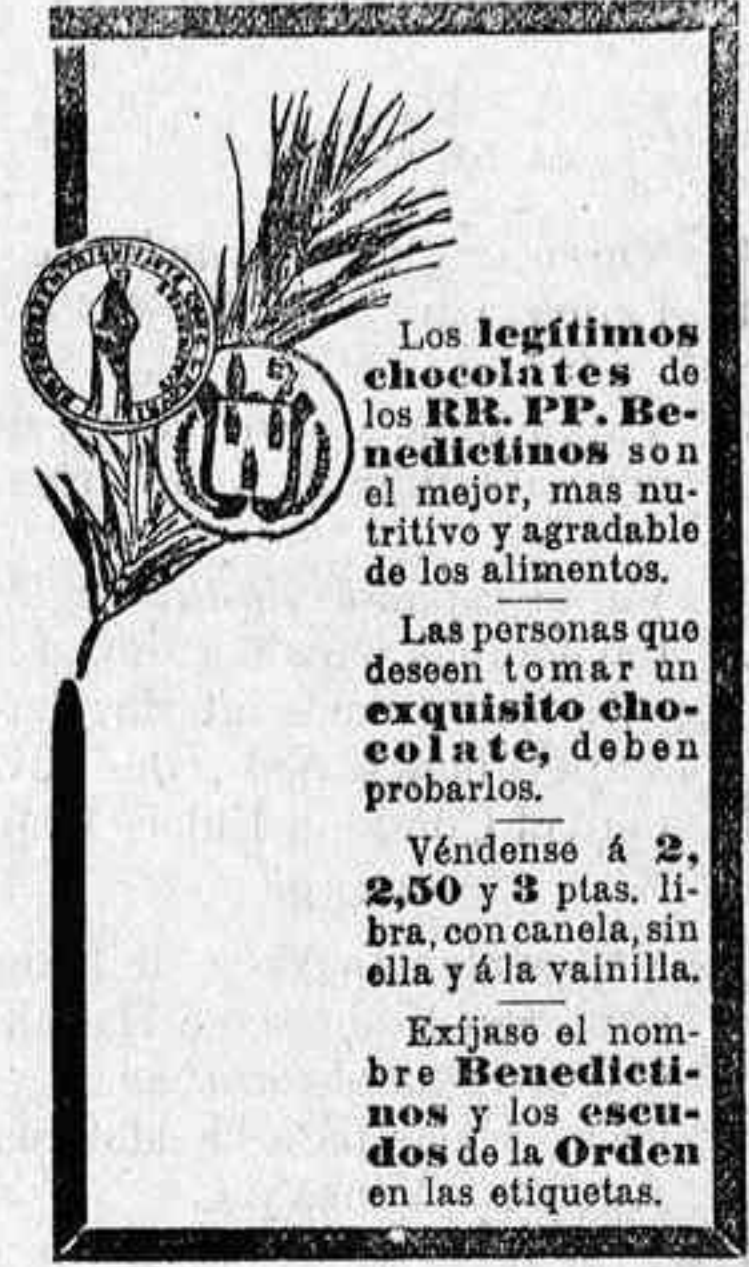 Los legítimos
chocolates de
los RR. PP. Be-
nedictinos son
el mejor, mas nu-
tritivo y agradable
de los alimentos.
Las personas que
deseen tomar un
exquisito cho-
colate, deben
probarlos.
Véndense á 2,
2,50 y 3 ptas. li-
bra, con canela, sin
ella y á la vainilla.
Exíjase el nom-
bre Benedicti-
nos y los escu-
dos de la Orden
en las etiquetas.